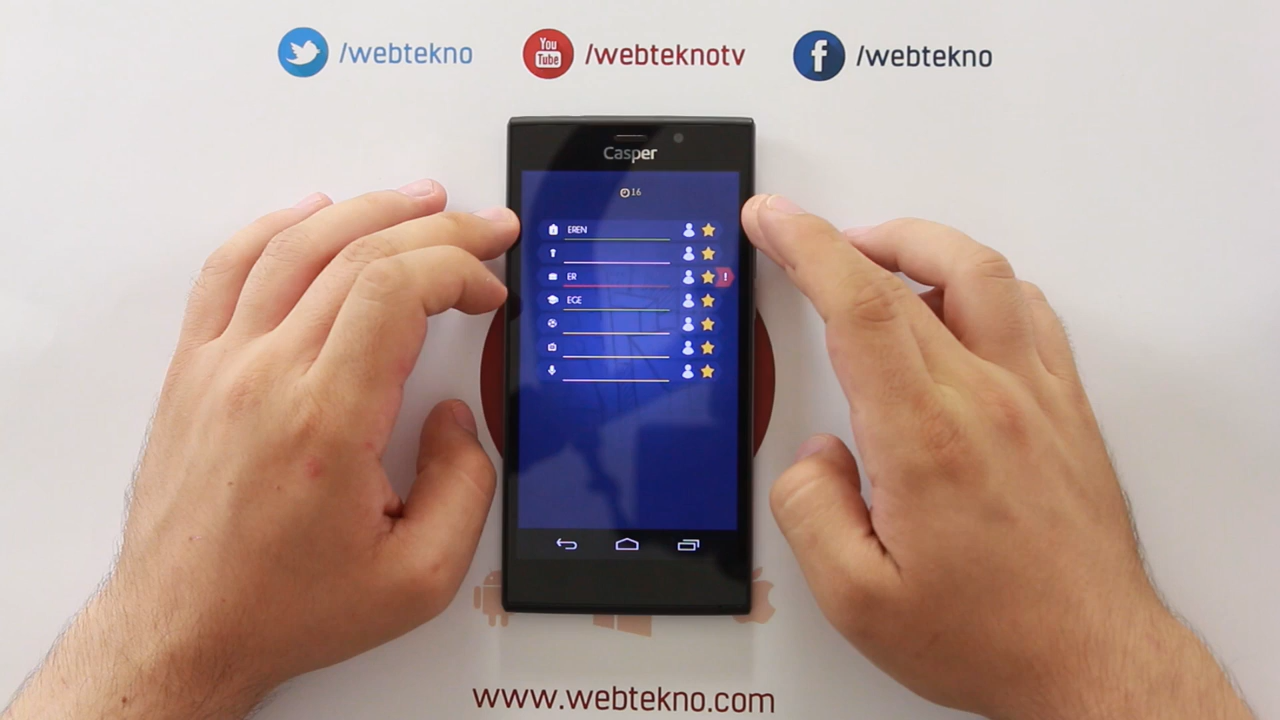 /webtekno
You Tube /webteknotv
f /webtekno
Casper
16
EREN
ER !
EGE
www.webtekno.com